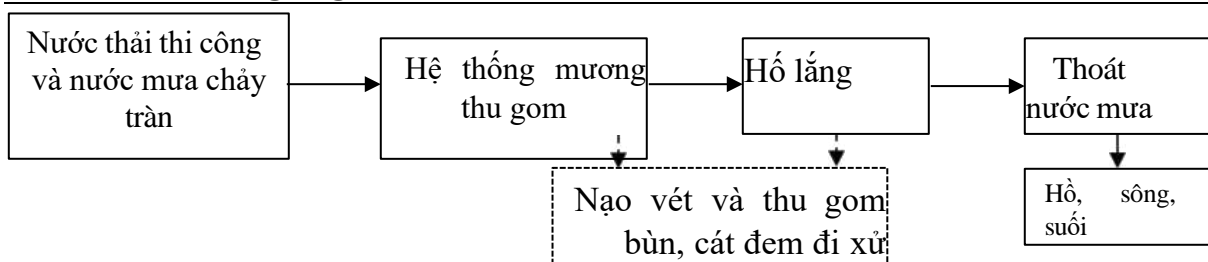 Nước thải thi công
và nước mưa chảy
tràn
Hệ thống mương
thu gom
Hố lắng
Thoát
nước mưa
Nạo vét và thu gom
bùn, cát đem đi xử
Hồ, sông,
suối